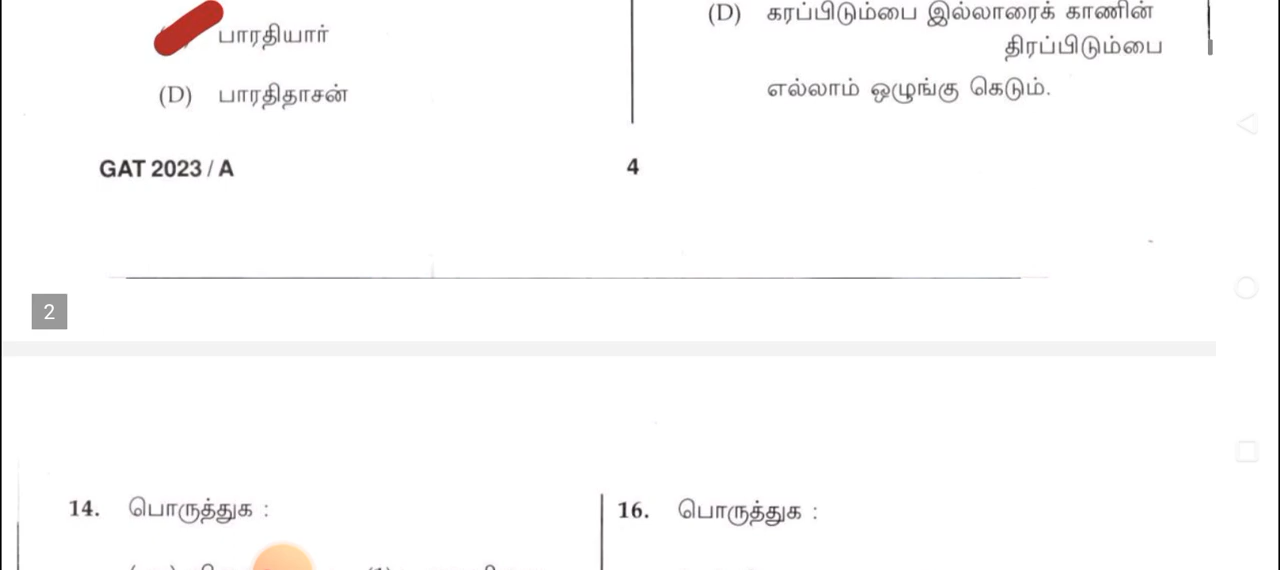 பாரதியார்
(D) பாரதிதாசன்
(D) கரப்பிடும்பை இல்லாரைக் காணின்
திரப்பிடும்பை
எல்லாம் ஒழுங்கு கெடும்.
GAT 2023 / A
4
2
14. பொருத்துக :
16. பொருத்துக :